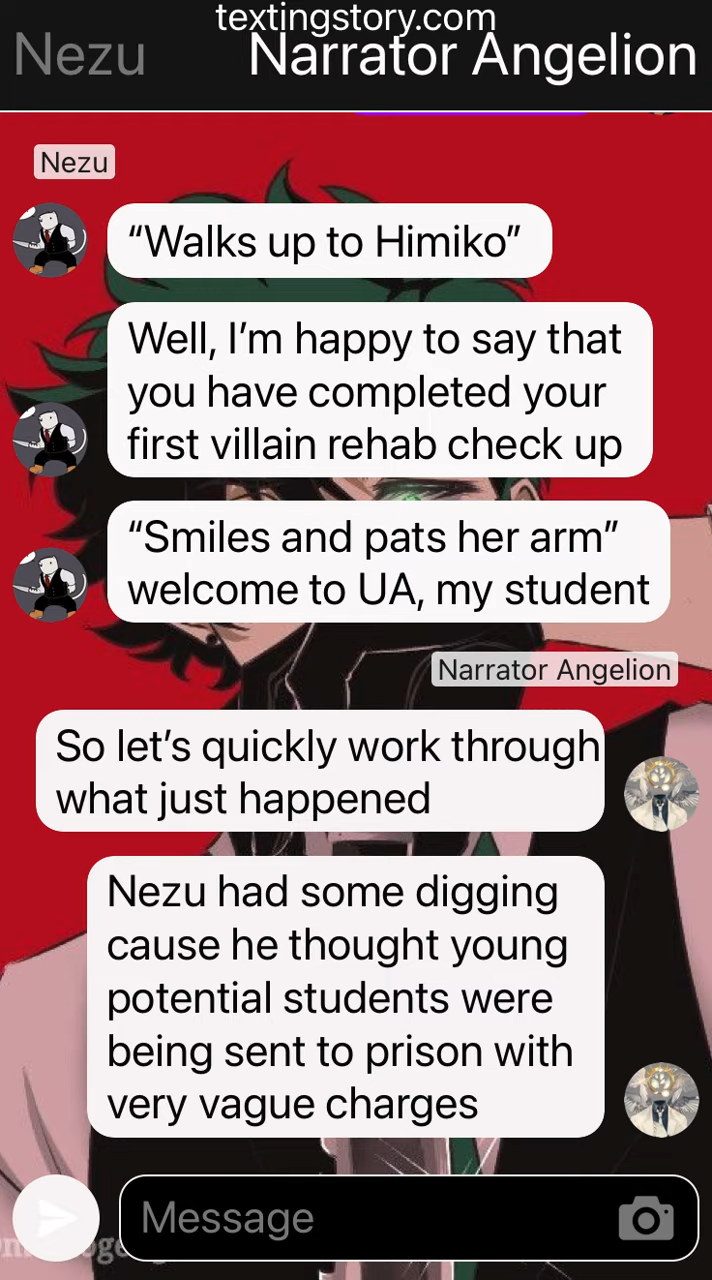 textingstory.com
Nezu Narrator Angelion
Nezu
“Walks up to Himiko”
Well, I’m happy to say that
you have completed your
first villain rehab check up
“Smiles and pats her arm”
welcome to UA, my student
Narrator Angelion
So let’s quickly work through
what just happened
Nezu had some digging
cause he thought young
potential students were
being sent to prison with
very vague charges
Message